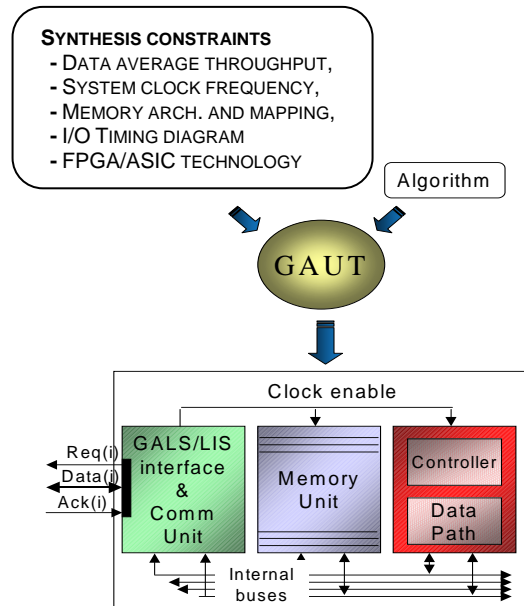 SYNTHESIS CONSTRAINTS
- DATA AVERAGE THROUGHPUT,
- SYSTEM CLOCK FREQUENCY,
- MEMORY ARCH. AND MAPPING,
- I/O TIMING DIAGRAM
- FPGA/ASIC TECHNOLOGY
Algorithm
GAUT
Clock enable
Req(i)
Data(i)
Ack(i)
GALS/LIS
interface
&
Comm
Unit
Memory
Unit
Controller
Data
Path
Internal
buses